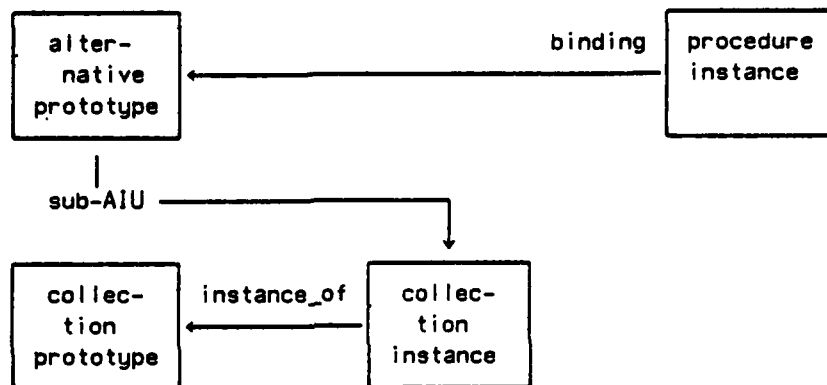 alter-
native
prototype
binding
procedure
instance
sub-AIU
collec-
tion
prototype
instance_of
collec-
tion
instance